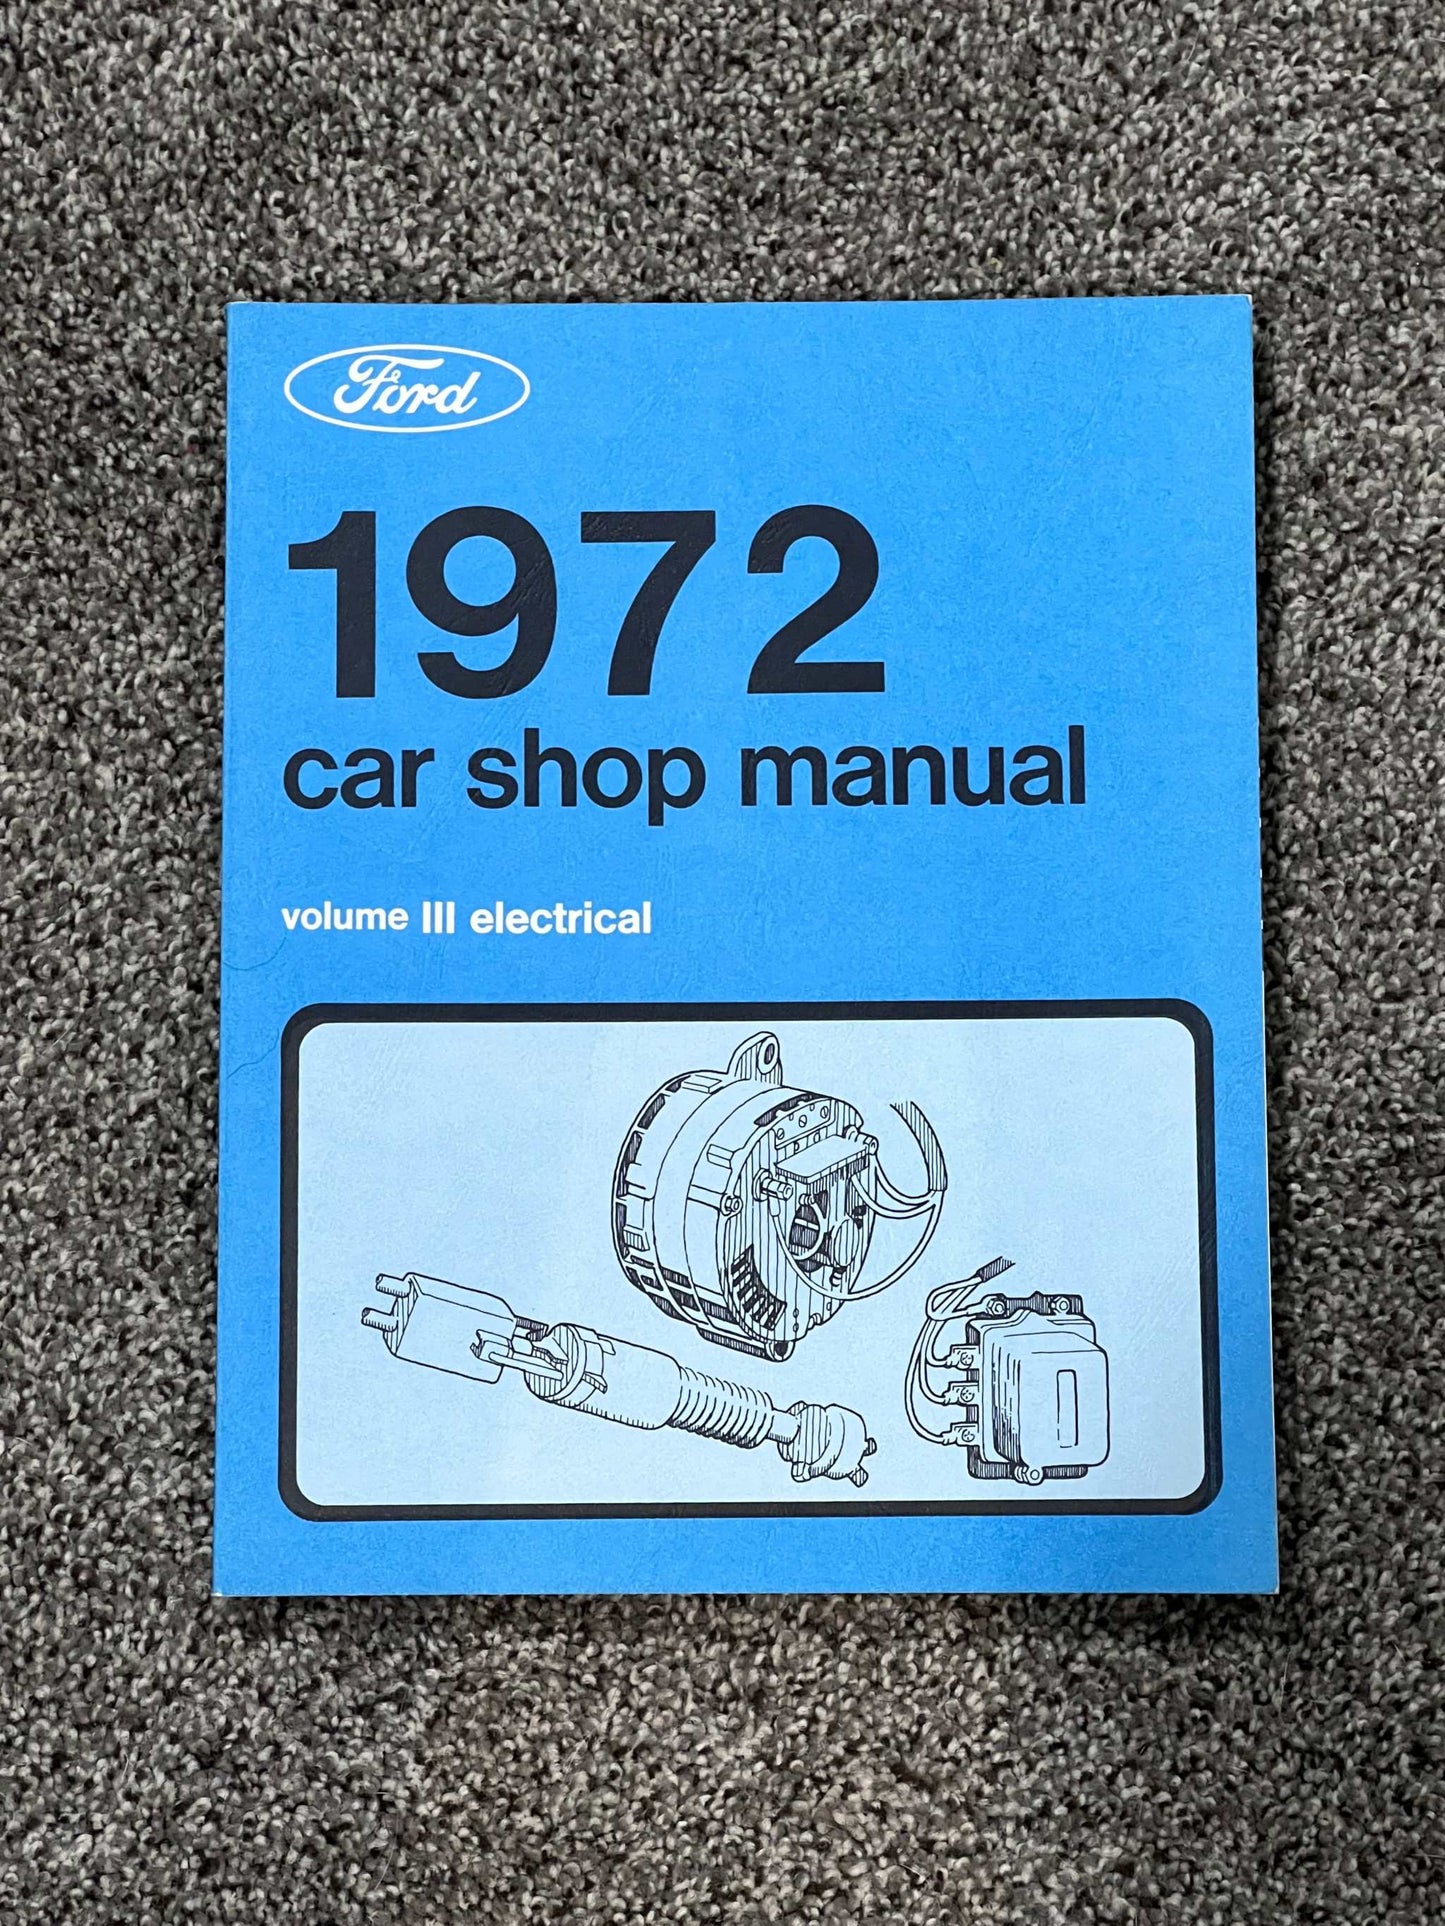 Ford
1972
car shop manual
volume III electrical